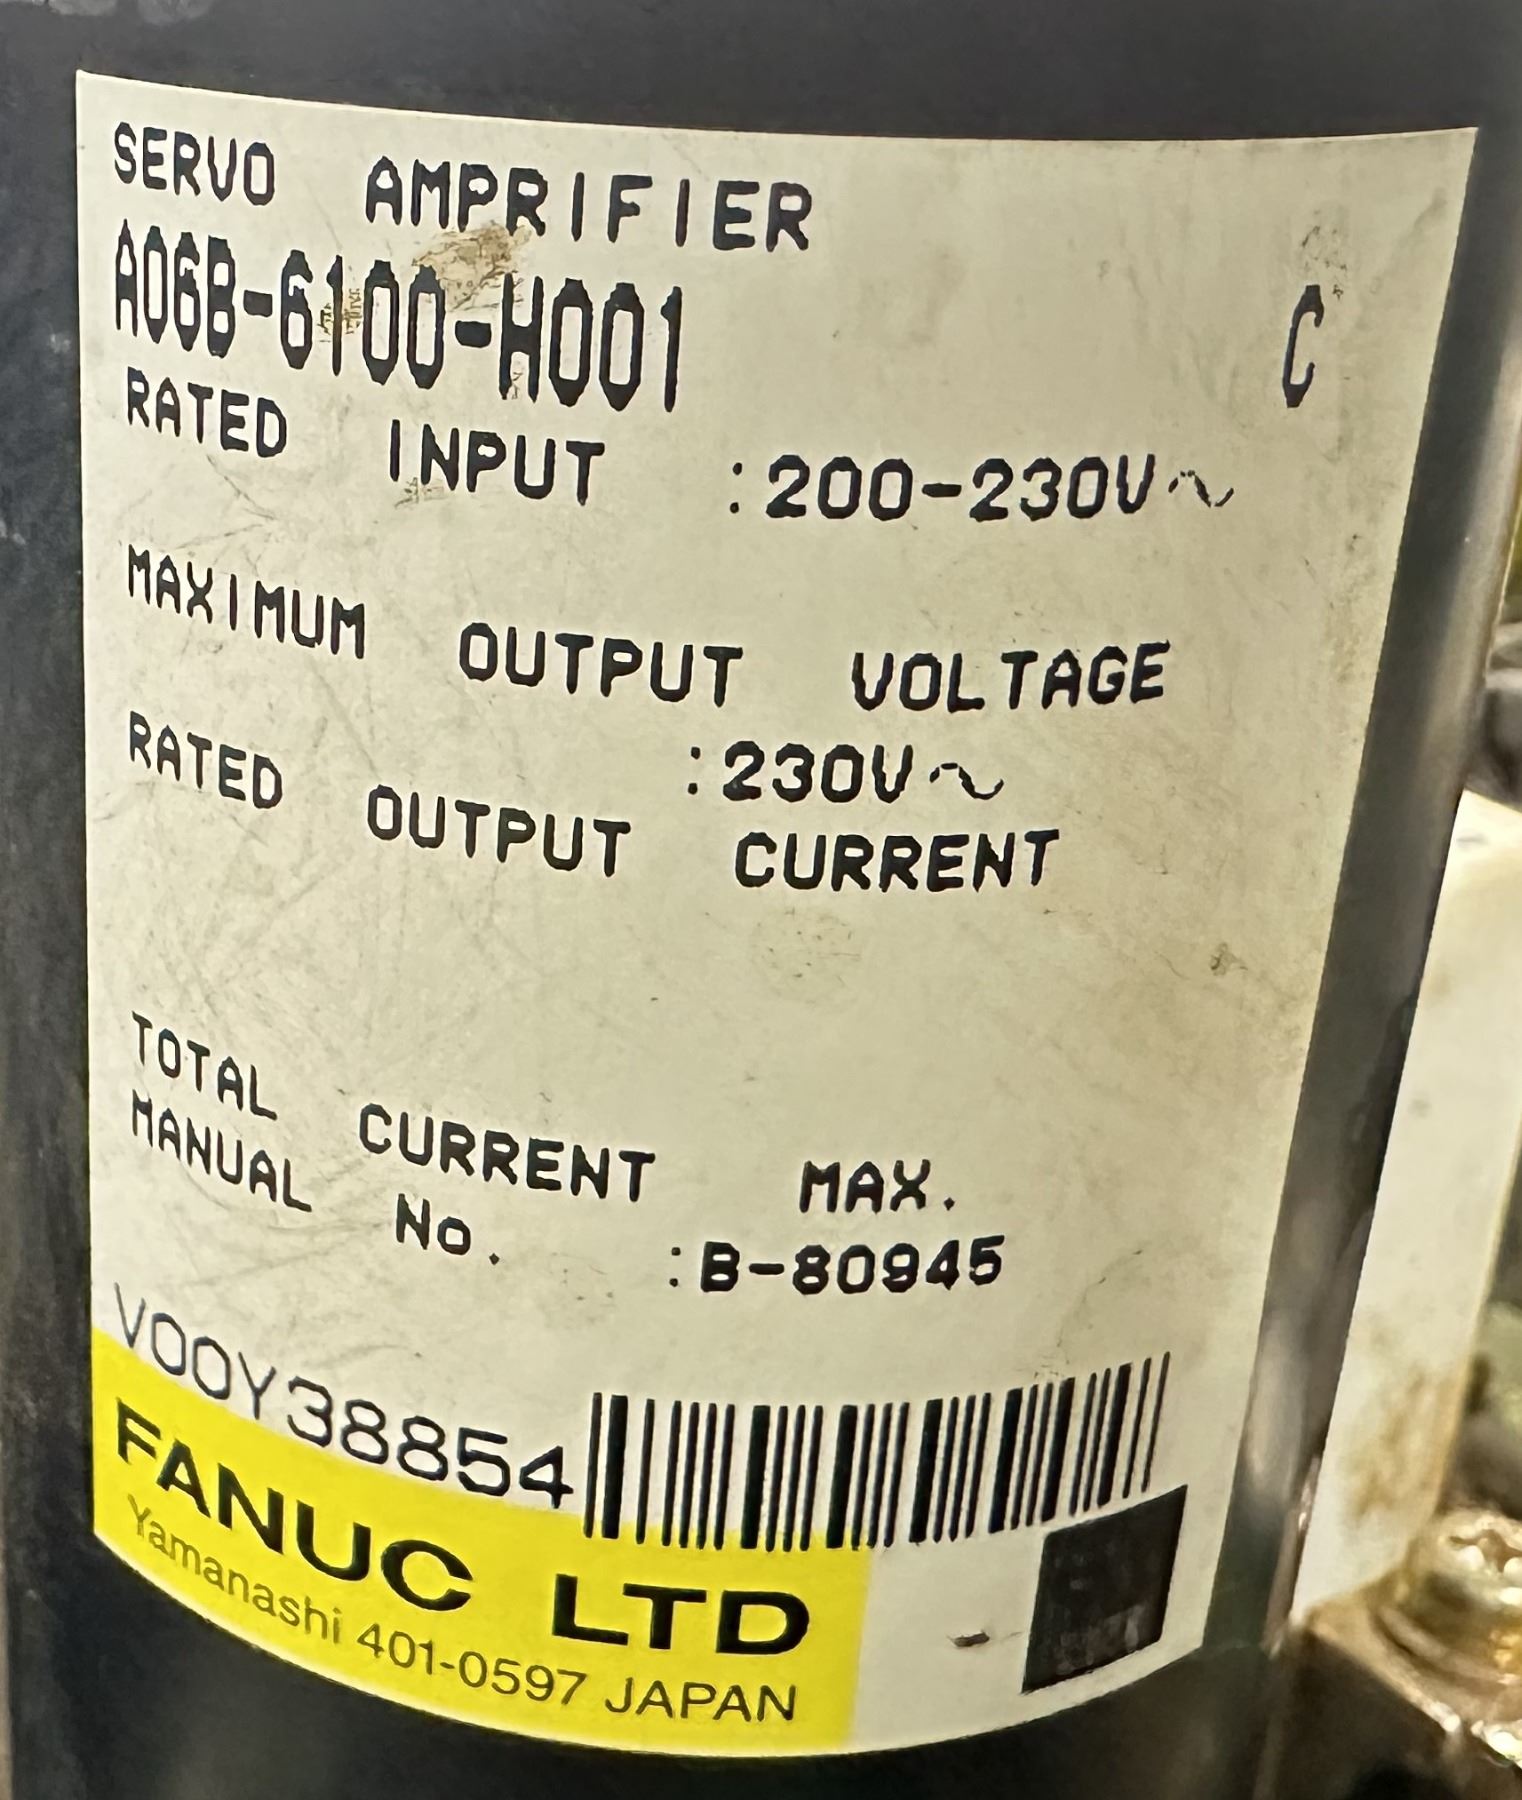 SERVO AMPRIFIER
A06B-6100-H001 C
RATED INPUT :200-230V~
MAXIMUM OUTPUT VOLTAGE
:230V~
RATED OUTPUT CURRENT
TOTAL CURRENT MAX.
MANUAL No. :B-80945
V00Y38854
FANUC LTD
Yamanashi 401-0597 JAPAN